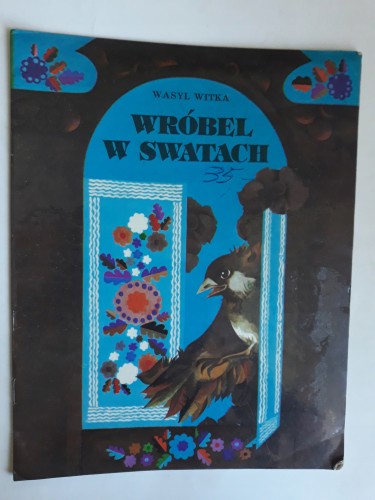 WASYL WITKA
WRÓBEL
W SWATACH
35 -